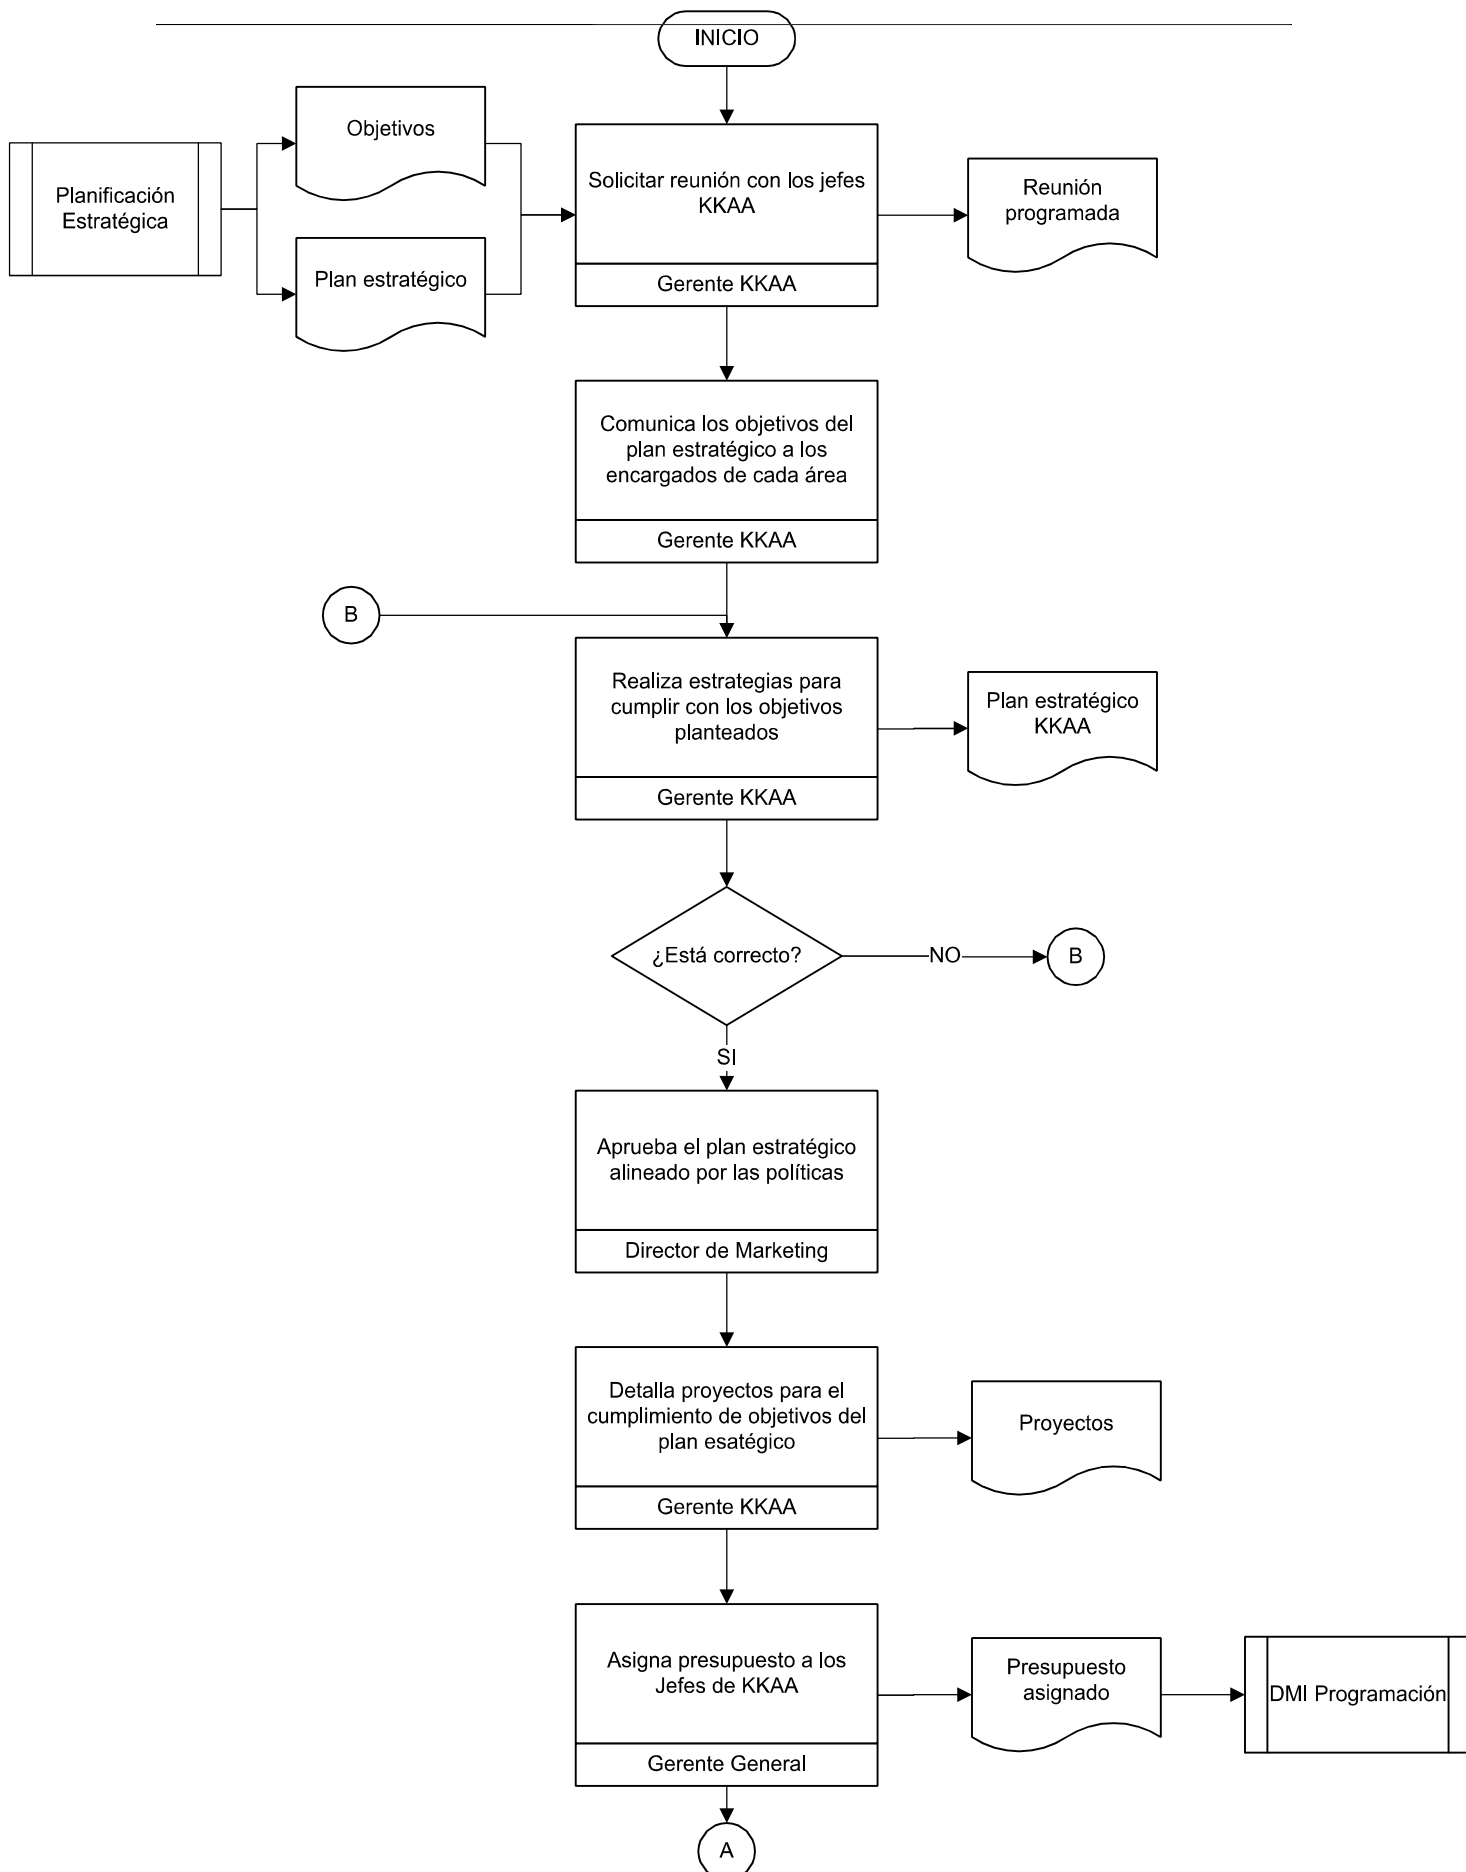 INICIO
Objetivos
Planificación
Estratégica
Plan estratégico
Solicitar reunión con los jefes
KKAA
Gerente KKAA
Reunión
programada
Comunica los objetivos del
plan estratégico a los
encargados de cada área
Gerente KKAA
B
Realiza estrategias para
cumplir con los objetivos
planteados
Gerente KKAA
Plan estratégico
KKAA
¿Está correcto?
NO
B
SI
Aprueba el plan estratégico
alineado por las políticas
Director de Marketing
Detalla proyectos para el
cumplimiento de objetivos del
plan esatégico
Gerente KKAA
Proyectos
Asigna presupuesto a los
Jefes de KKAA
Gerente General
Presupuesto
asignado
DMI Programación
A